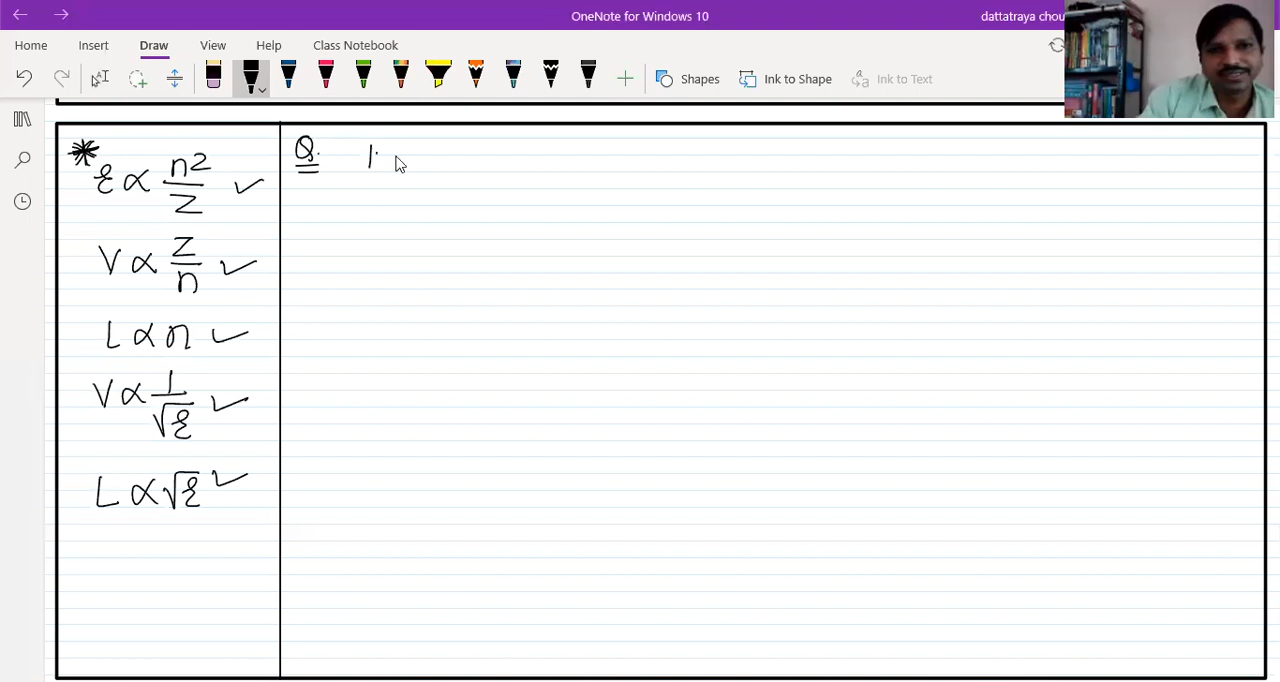 OneNote for Windows 10
dattatraya chou
Home Insert Draw View Help Class Notebook
Shapes Ink to Shape Ink to Text
* r ∝ n²/Z ✓
V ∝ Z/n ✓
L ∝ n ✓
V ∝ 1/√r ✓
L ∝ √r ✓
Q.